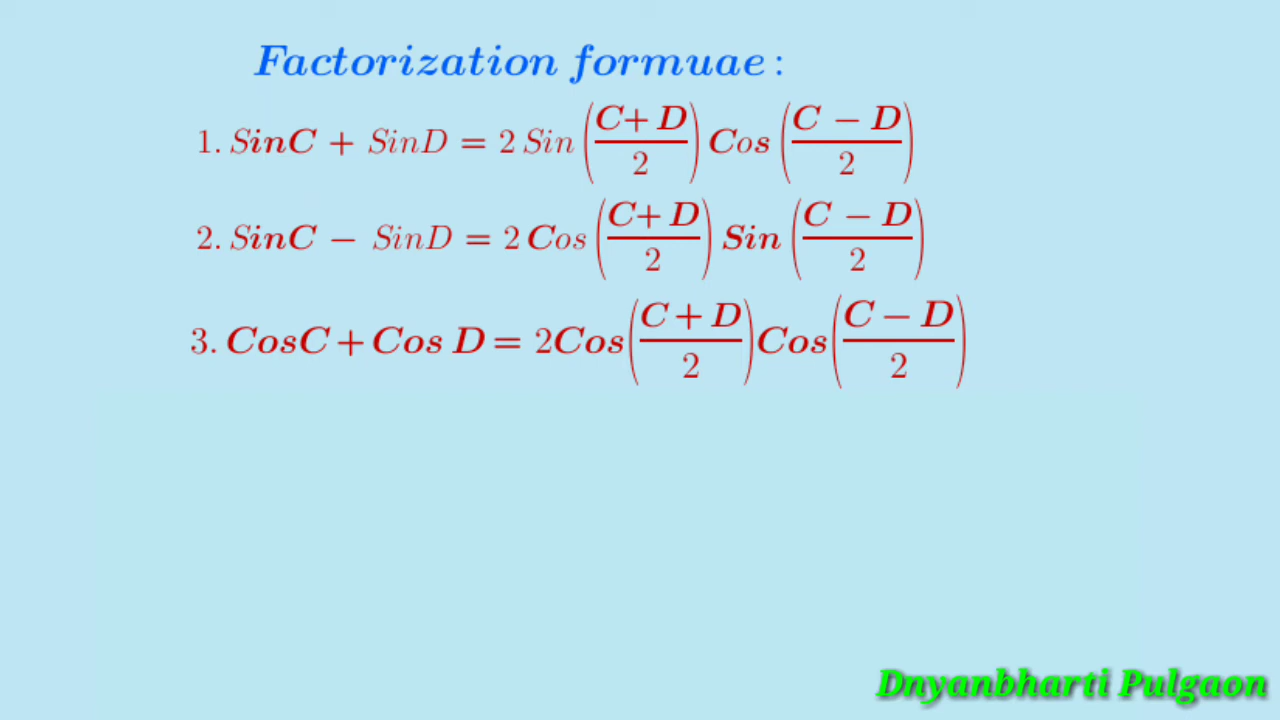 Factorization formuae :
1. SinC + SinD = 2 Sin (C+ D / 2) Cos (C − D / 2)
2. SinC − SinD = 2 Cos (C+ D / 2) Sin (C − D / 2)
3. CosC + Cos D = 2Cos (C + D / 2) Cos (C − D / 2)
Dnyanbharti Pulgaon